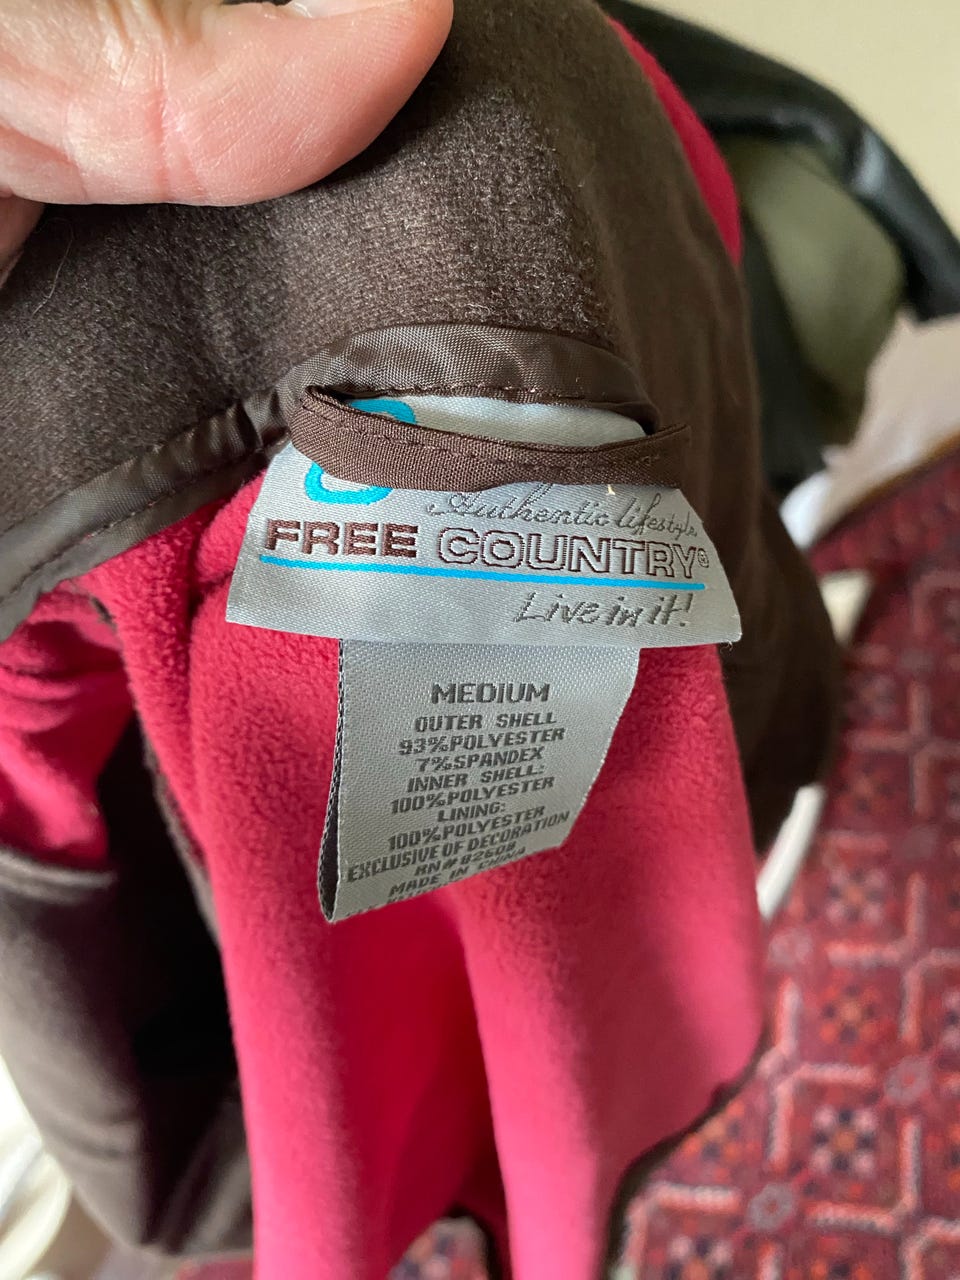 Authentic lifestyle
FREE COUNTRY®
Live in it!
MEDIUM
OUTER SHELL
93%POLYESTER
7%SPANDEX
INNER SHELL:
100%POLYESTER
LINING:
100%POLYESTER
EXCLUSIVE OF DECORATION
RN#82608
MADE IN CHINA